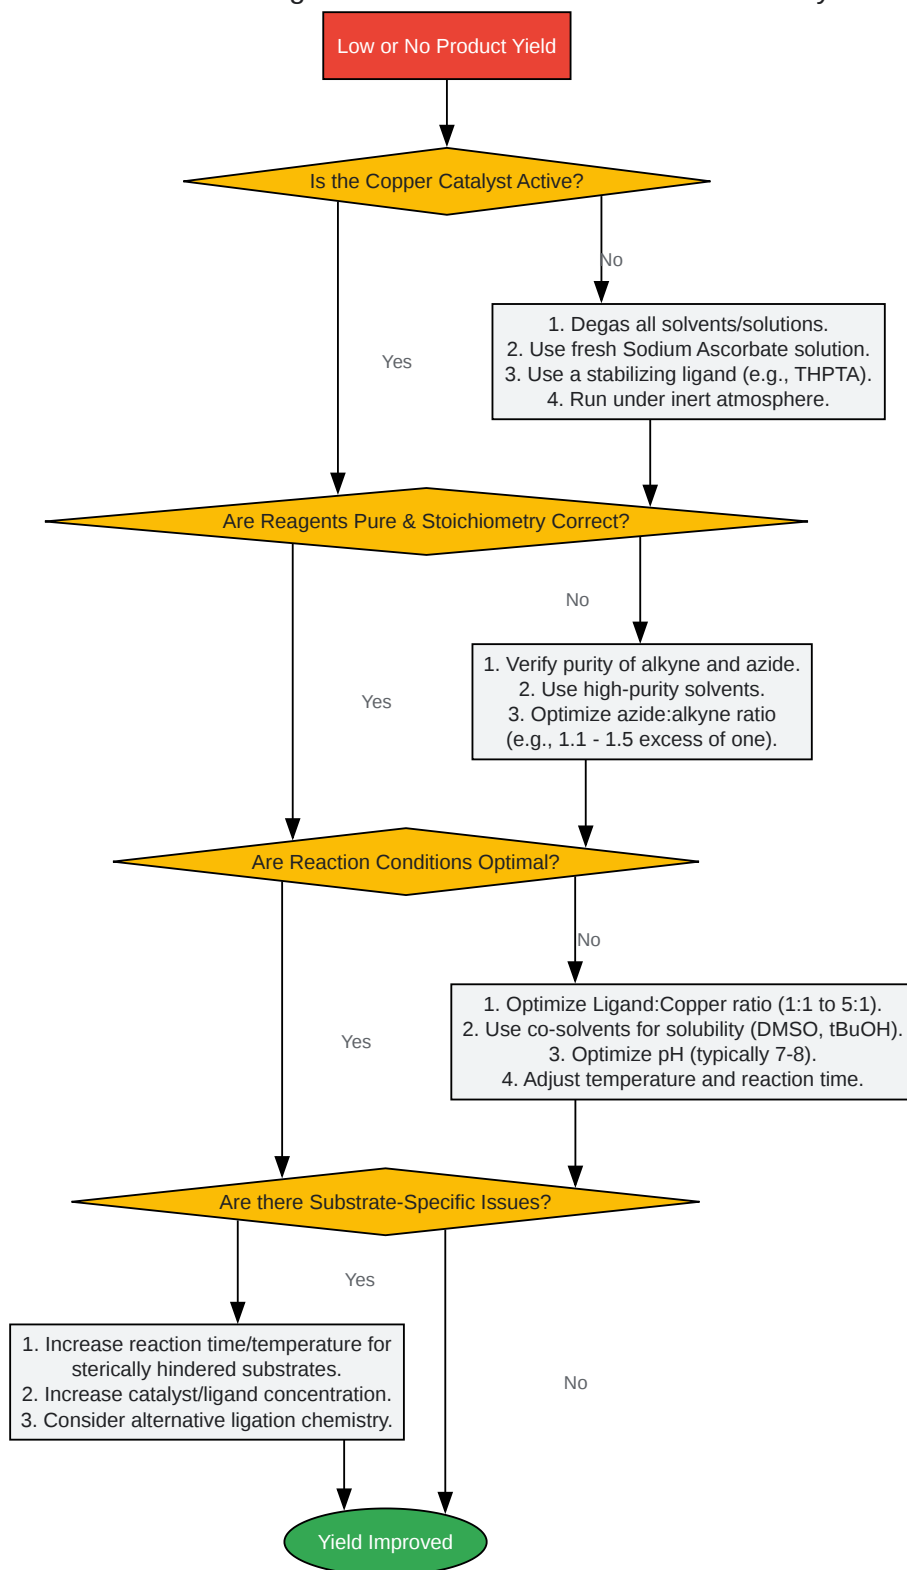 Low or No Product Yield
Is the Copper Catalyst Active?
No
1. Degas all solvents/solutions.
2. Use fresh Sodium Ascorbate solution.
3. Use a stabilizing ligand (e.g., THPTA).
4. Run under inert atmosphere.
Yes
Are Reagents Pure & Stoichiometry Correct?
No
1. Verify purity of alkyne and azide.
2. Use high-purity solvents.
3. Optimize azide:alkyne ratio
(e.g., 1.1 - 1.5 excess of one).
Yes
Are Reaction Conditions Optimal?
No
1. Optimize Ligand:Copper ratio (1:1 to 5:1).
2. Use co-solvents for solubility (DMSO, tBuOH).
3. Optimize pH (typically 7-8).
4. Adjust temperature and reaction time.
Yes
Are there Substrate-Specific Issues?
Yes
1. Increase reaction time/temperature for
sterically hindered substrates.
2. Increase catalyst/ligand concentration.
3. Consider alternative ligation chemistry.
No
Yield Improved